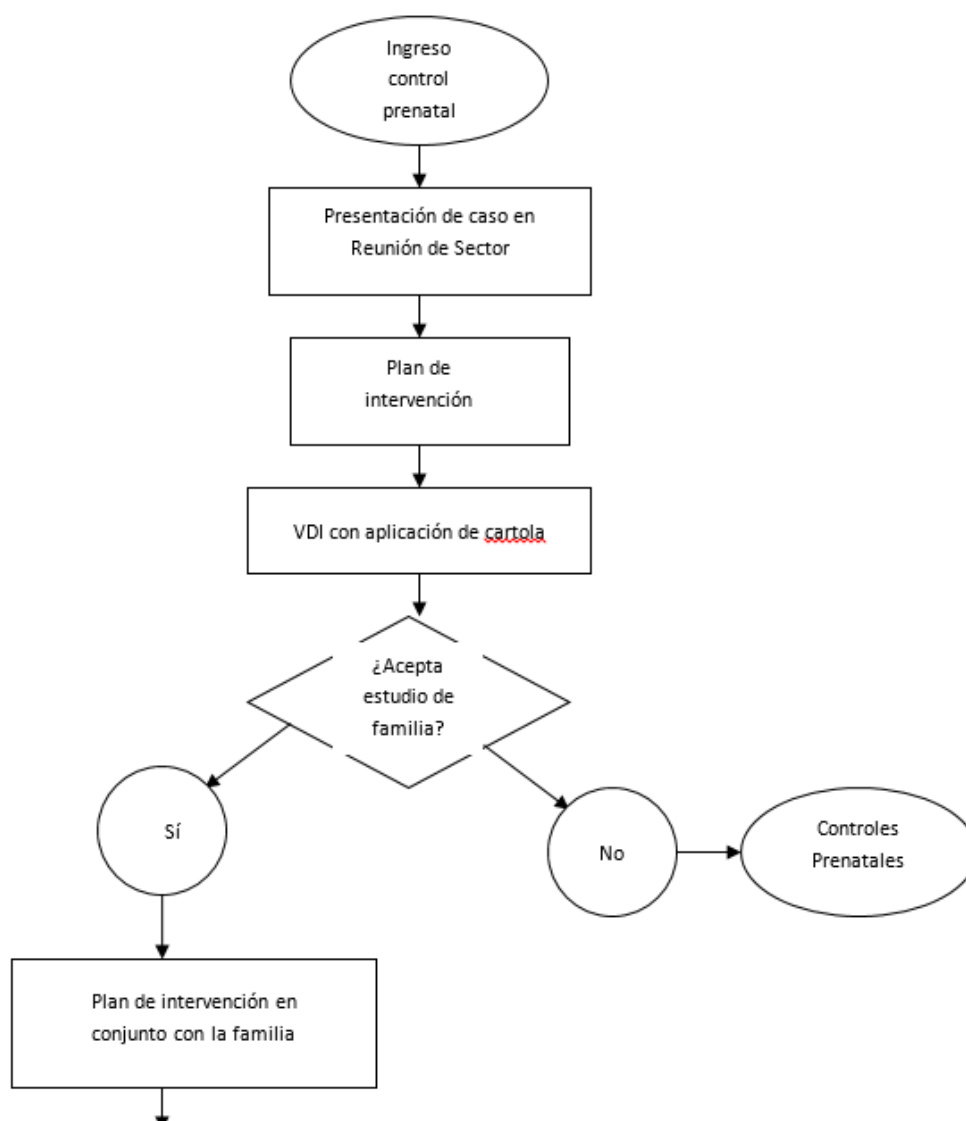 Ingreso
control
prenatal
Presentación de caso en
Reunión de Sector
Plan de
intervención
VDI con aplicación de cartola
¿Acepta
estudio de
familia?
Sí
No
Controles
Prenatales
Plan de intervención en
conjunto con la familia